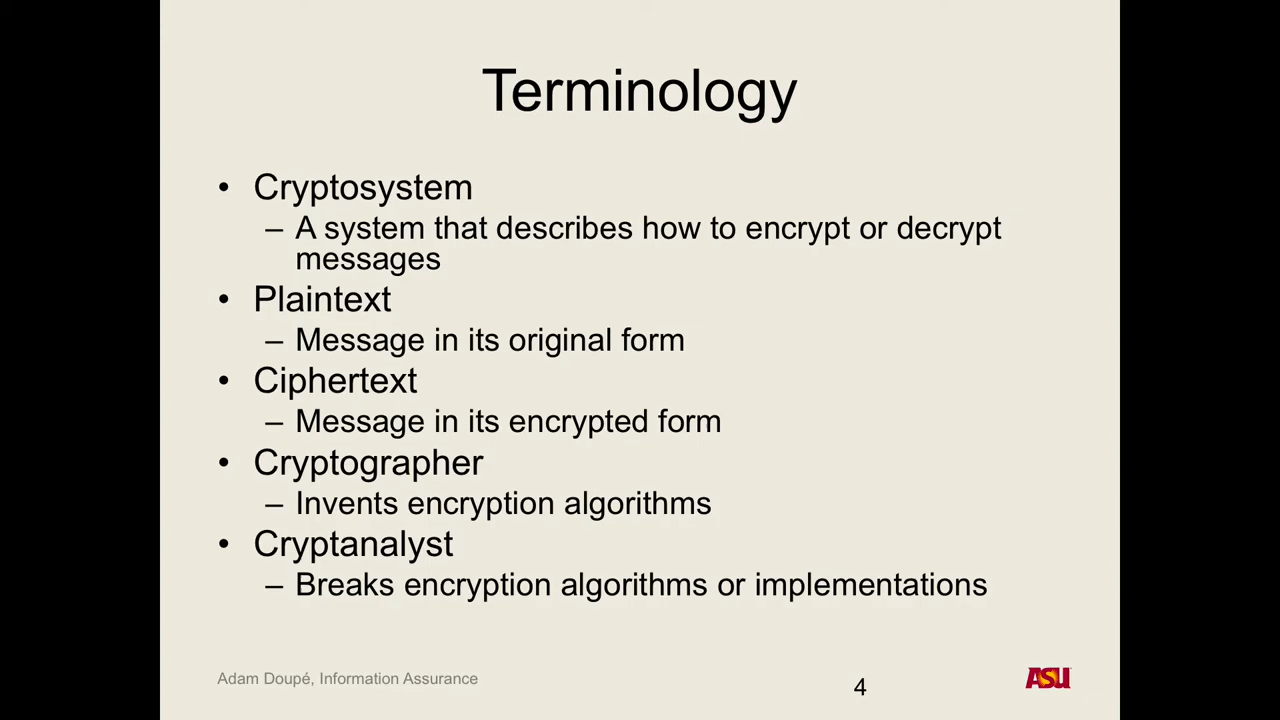 Terminology
• Cryptosystem
– A system that describes how to encrypt or decrypt
messages
• Plaintext
– Message in its original form
• Ciphertext
– Message in its encrypted form
• Cryptographer
– Invents encryption algorithms
• Cryptanalyst
– Breaks encryption algorithms or implementations
Adam Doupé, Information Assurance
4
ASU